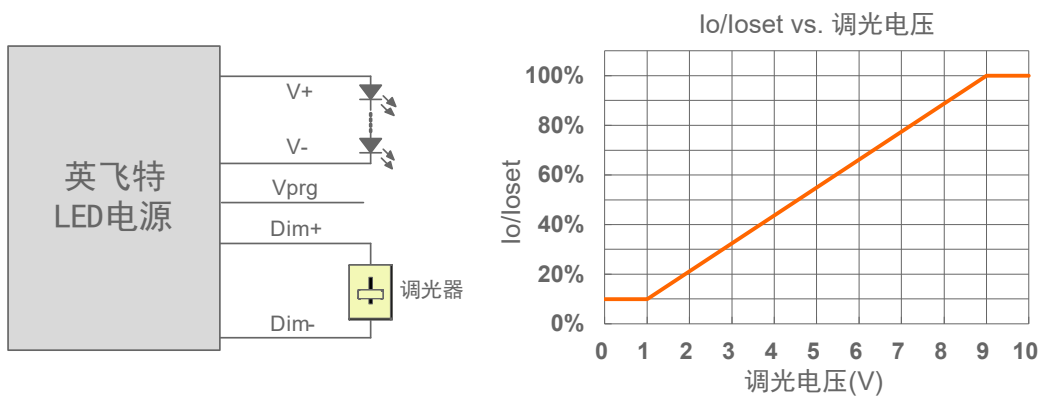 V+
V-
英飞特
LED电源
Vprg
Dim+
调光器
Dim-
Io/Ioset vs. 调光电压
100%
80%
60%
40%
20%
0%
Io/Ioset
0 1 2 3 4 5 6 7 8 9 10
调光电压(V)